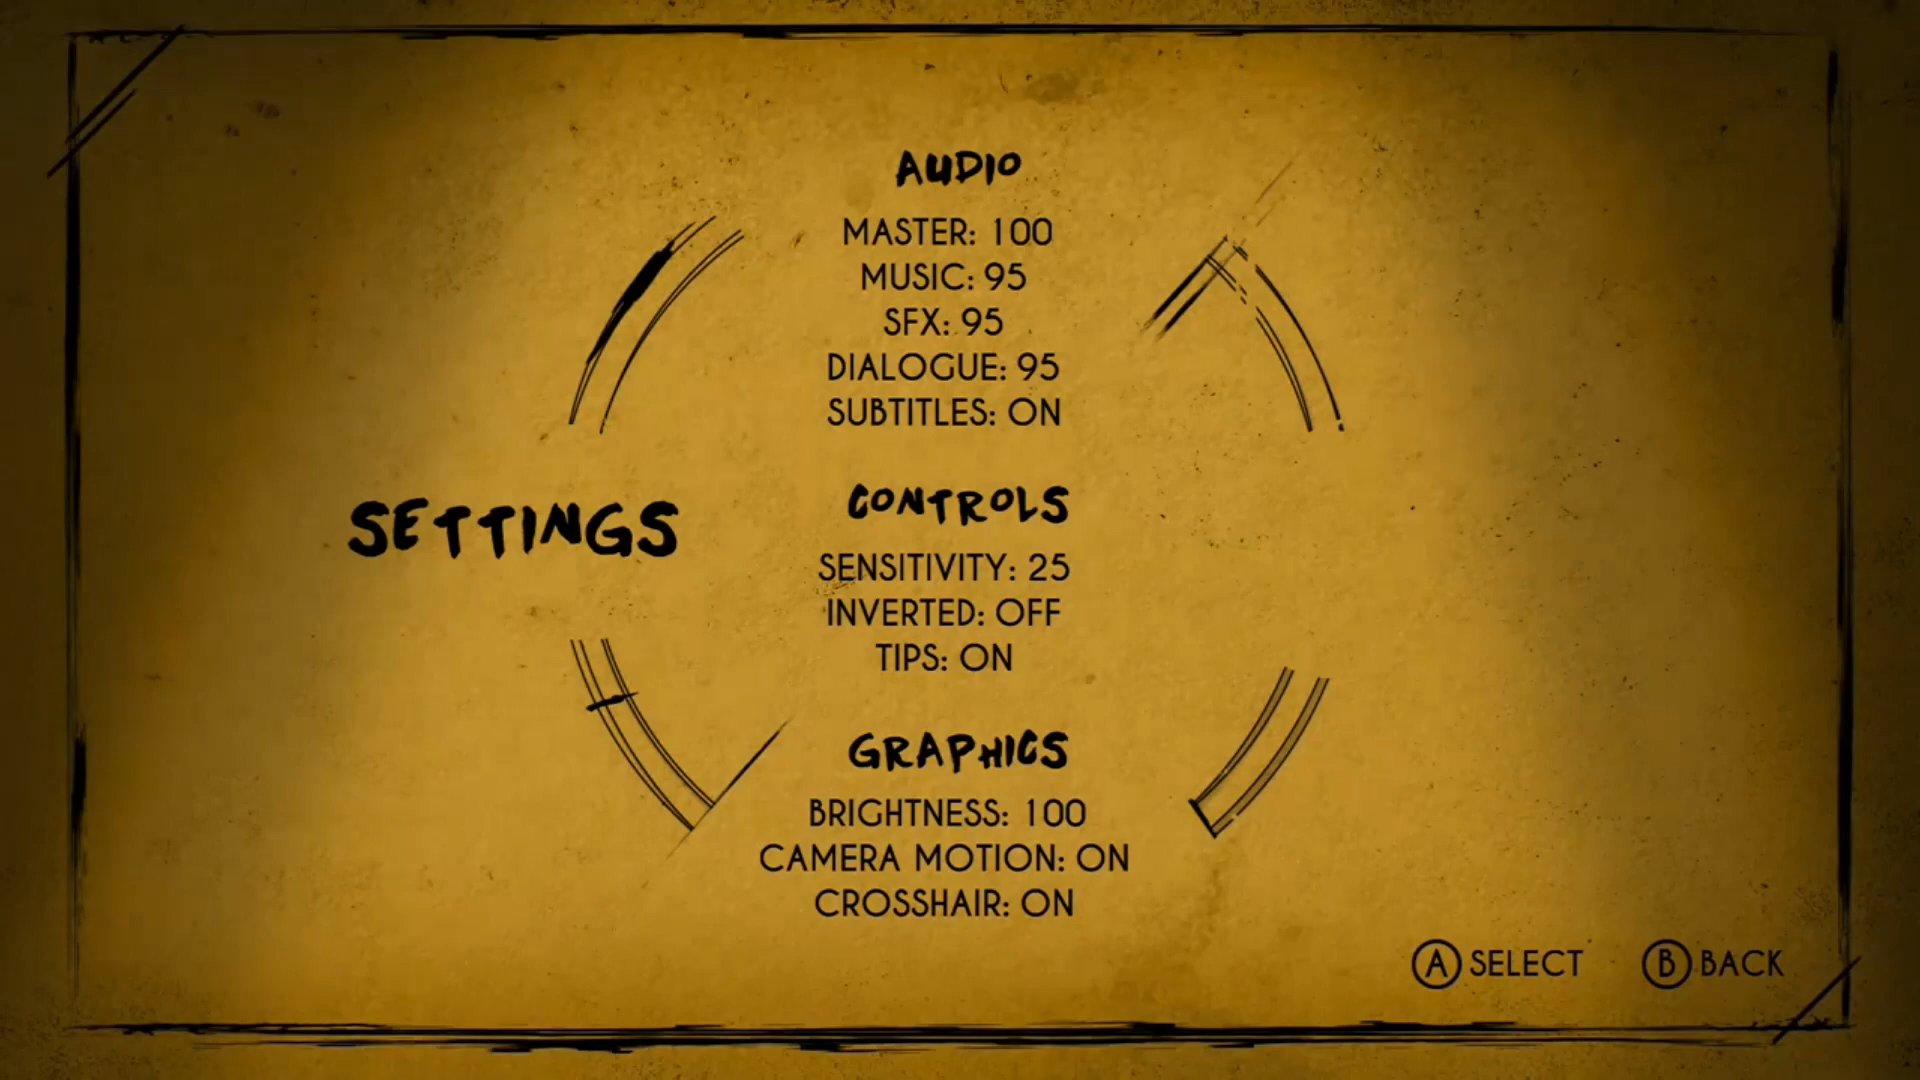 AUDIO
MASTER: 100
MUSIC: 95
SFX: 95
DIALOGUE: 95
SUBTITLES: ON
SETTINGS
CONTROLS
SENSITIVITY: 25
INVERTED: OFF
TIPS: ON
GRAPHICS
BRIGHTNESS: 100
CAMERA MOTION: ON
CROSSHAIR: ON
A SELECT B BACK